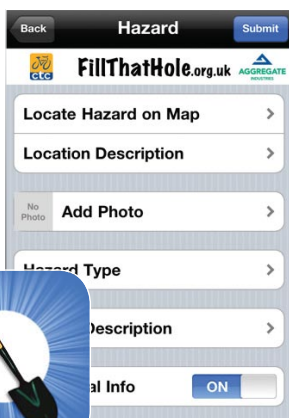 Back Hazard Submit
ctc FillThatHole.org.uk AGGREGATE INDUSTRIES
Locate Hazard on Map
Location Description
No Photo Add Photo
Hazard Type
Description
al Info ON